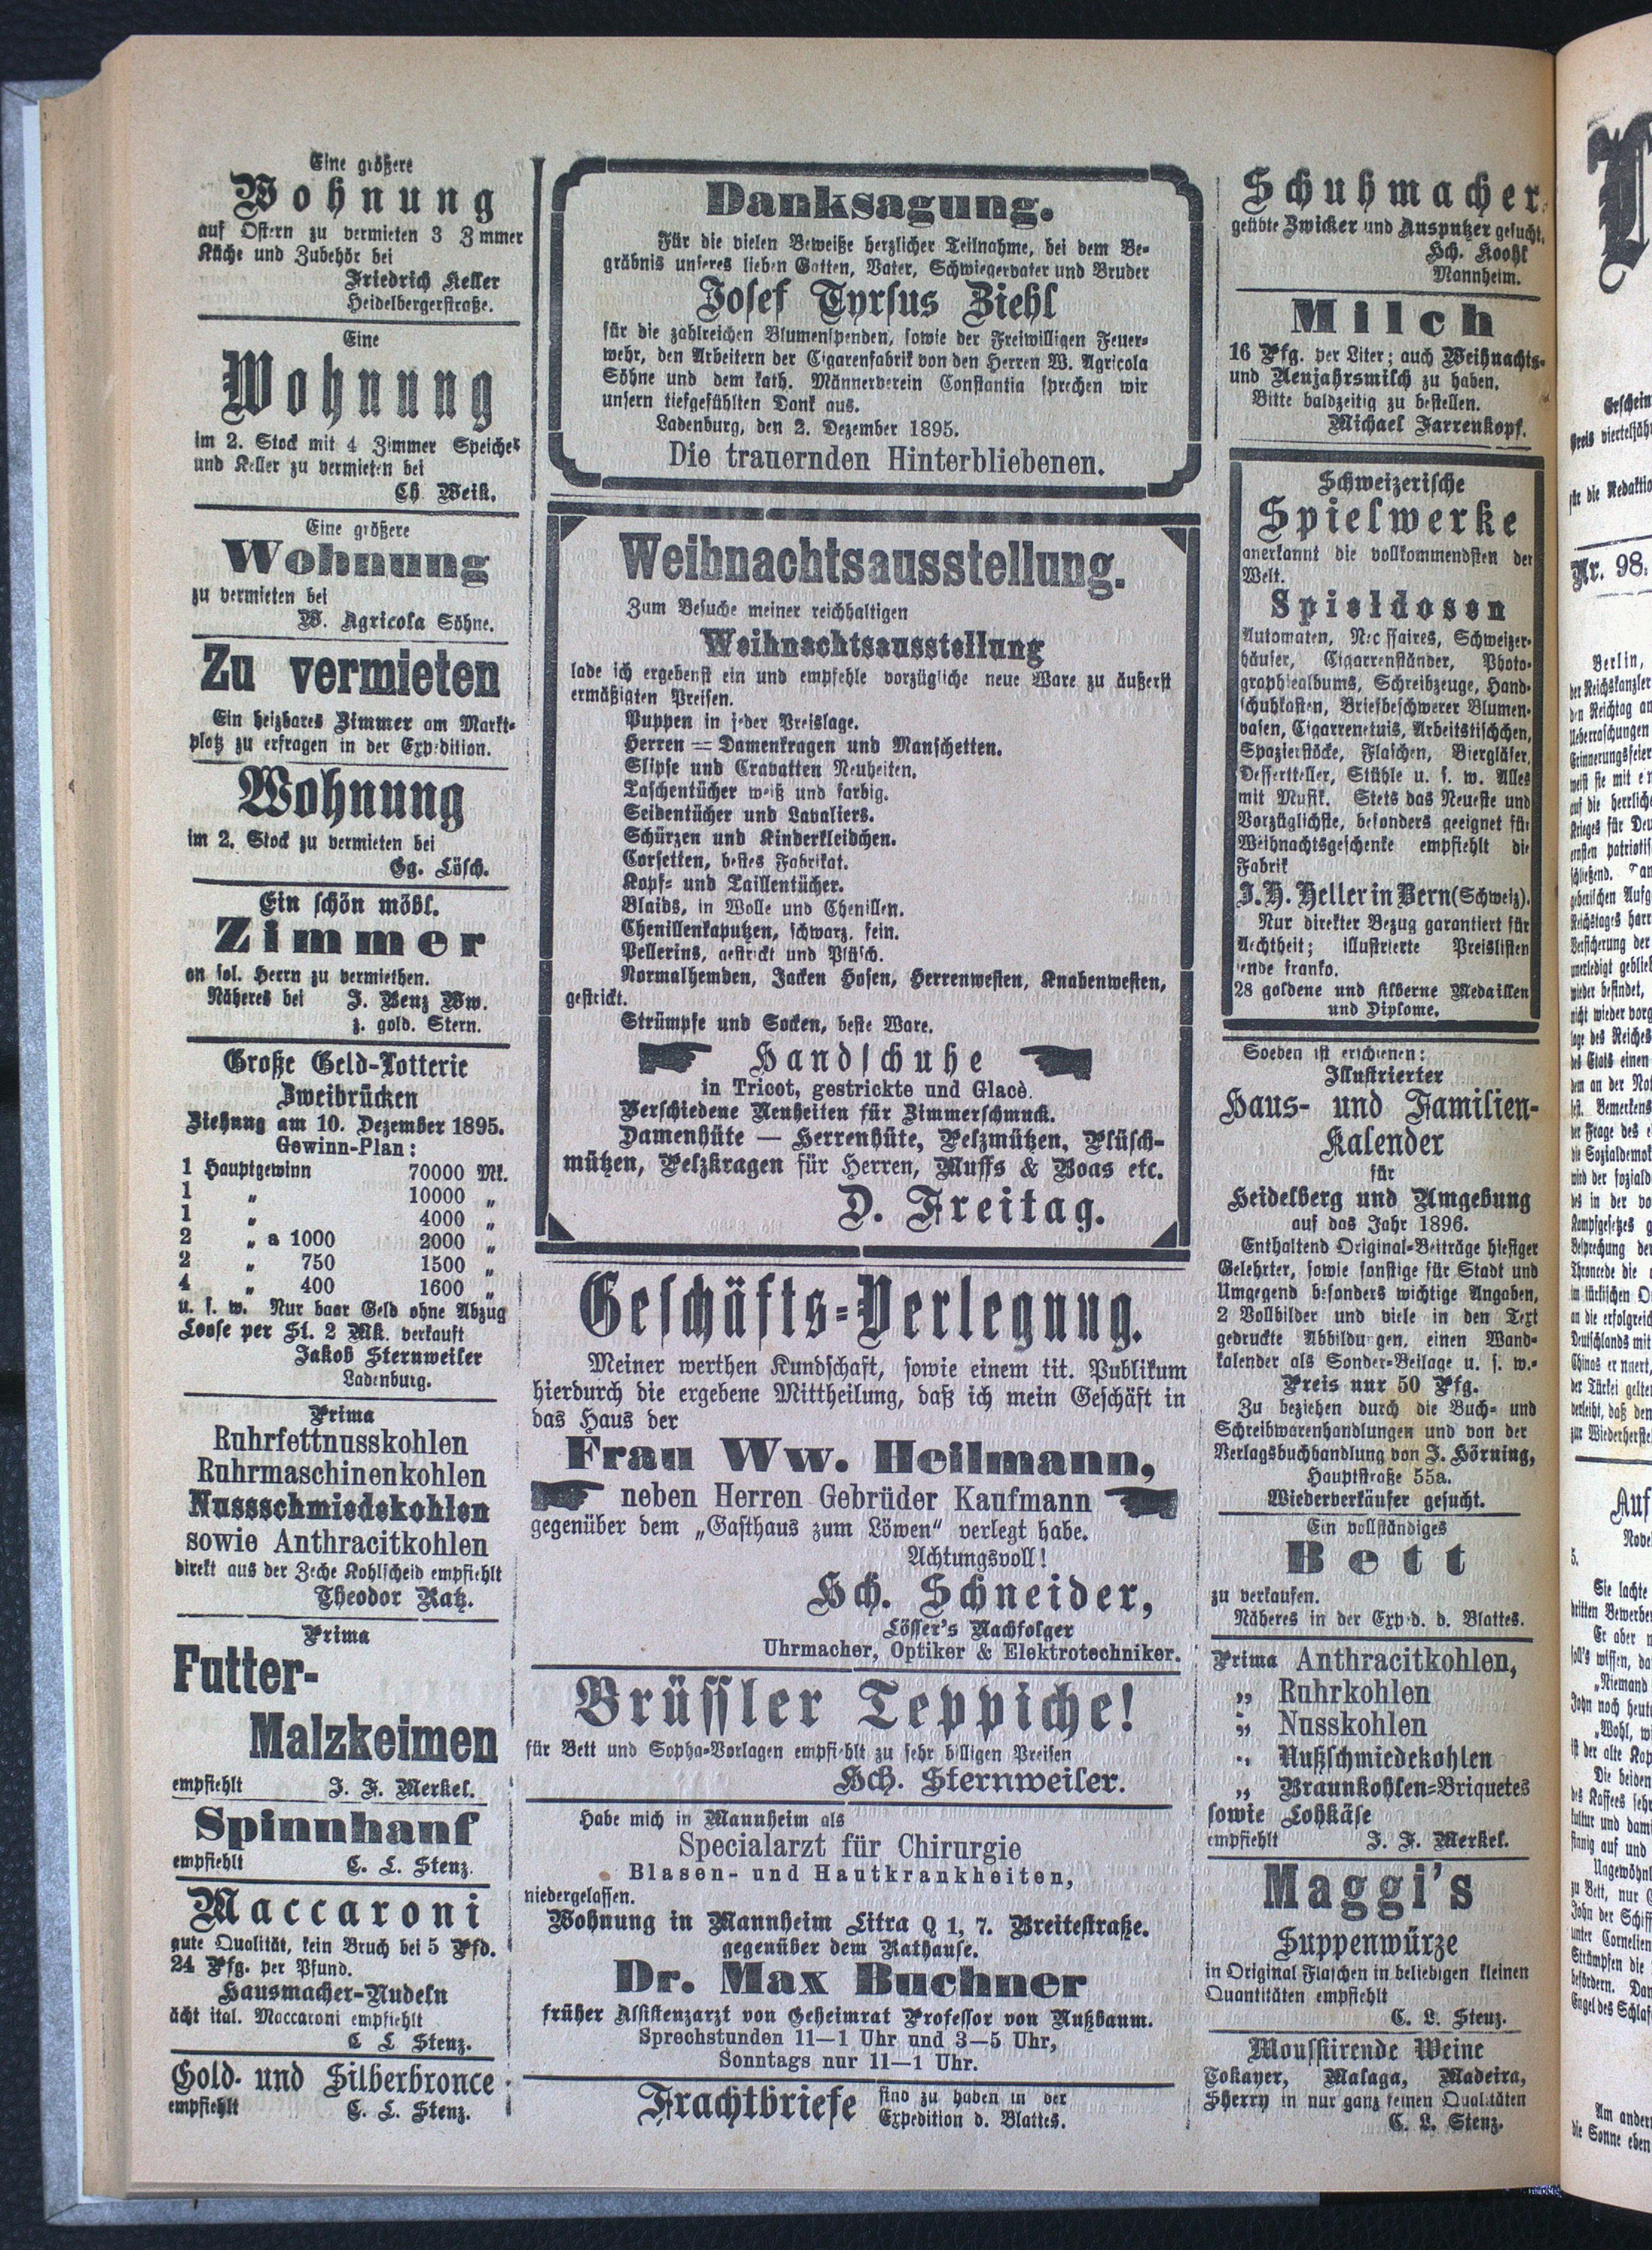 Eine größere
Wohnung
auf Ostern zu vermieten 3 Zimmer
Küche und Zubehör bei
Friedrich Keller
Heidelbergerstraße.
Eine
Wohnung
im 2. Stock mit 4 Zimmer Speicher
und Keller zu vermieten bei
Ch. Weik.
Eine größere
Wohnung
zu vermieten bei
W. Agricola Söhne.
Zu vermieten
Ein heizbares Zimmer am Markt-
platz zu erfragen in der Expedition.
Wohnung
im 2. Stock zu vermieten bei
Gg. Lösch.
Ein schön möbl.
Zimmer
an sol. Herrn zu vermiethen.
Näheres bei J. Benz Ww.
z. gold. Stern.
Große Geld-Lotterie
Zweibrücken
Ziehung am 10. Dezember 1895.
Gewinn-Plan:
1 Hauptgewinn 70000 Mk.
1 „ 10000 „
1 „ 4000 „
2 „ a 1000 2000 „
2 „ 750 1500 „
4 „ 400 1600 „
u. s. w. Nur baar Geld ohne Abzug
Loose per St. 2 Mk. verkauft
Jakob Sternweiler
Ladenburg.
Prima
Ruhrfettnusskohlen
Ruhrmaschinenkohlen
Nussschmiedekohlen
sowie Anthracitkohlen
direkt aus der Zeche Kohlscheid empfiehlt
Theodor Katz.
Prima
Futter-
Malzkeimen
empfiehlt J. F. Merkel.
Spinnhanf
empfiehlt C. L. Stenz.
Maccaroni
gute Qualität, kein Bruch bei 5 Pfd.
24 Pfg. per Pfund.
Hausmacher-Nudeln
ächt ital. Maccaroni empfiehlt
C. L. Stenz.
Gold- und Silberbronce
empfiehlt C. L. Stenz.
Danksagung.
Für die vielen Beweiße herzlicher Teilnahme, bei dem Be-
gräbnis unseres lieben Gatten, Vater, Schwiegervater und Bruder
Josef Tyrsus Ziehl
für die zahlreichen Blumenspenden, sowie der Freiwilligen Feuer-
wehr, den Arbeitern der Cigarenfabrik von den Herren W. Agricola
Söhne und dem kath. Männerverein Constantia sprechen wir
unsern tiefgefühlten Dank aus.
Ladenburg, den 2. Dezember 1895.
Die trauernden Hinterbliebenen.
Weihnachtsausstellung.
Zum Besuche meiner reichhaltigen
Weihnachtsausstellung
lade ich ergebenst ein und empfehle vorzügliche neue Ware zu äußerst
ermäßigten Preisen.
Puppen in jeder Preislage.
Herren = Damenkragen und Manschetten.
Slipse und Cravatten Neuheiten.
Taschentücher weiß und farbig.
Seidentücher und Lavaliers.
Schürzen und Kinderkleidchen.
Corsetten, bestes Fabrikat.
Kopf- und Taillentücher.
Blaids, in Wolle und Chenillen.
Chenillenkaputzen, schwarz, fein.
Pellerins, gestrickt und Plüsch.
Normalhemden, Jacken Hosen, Herrenwesten, Knabenwesten,
gestrickt.
Strümpfe und Socken, beste Ware.
Handschuhe
in Tricot, gestrickte und Glacè.
Verschiedene Neuheiten für Zimmerschmuck.
Damenhüte — Herrenhüte, Pelzmützen, Plüsch-
mützen, Pelzkragen für Herren, Muffs & Boas etc.
D. Freitag.
Geschäfts-Verlegung.
Meiner werthen Kundschaft, sowie einem tit. Publikum
hierdurch die ergebene Mittheilung, daß ich mein Geschäft in
das Haus der
Frau Ww. Heilmann,
neben Herren Gebrüder Kaufmann
gegenüber dem „Gasthaus zum Löwen“ verlegt habe.
Achtungsvoll!
Hch. Schneider,
Lösser's Nachfolger
Uhrmacher, Optiker & Elektrotechniker.
Brüssler Teppiche!
für Bett und Sopha-Vorlagen empfiehlt zu sehr billigen Preisen
Hch. Sternweiler.
Habe mich in Mannheim als
Specialarzt für Chirurgie
Blasen- und Hautkrankheiten,
niedergelassen.
Wohnung in Mannheim Litra Q 1, 7. Breitestraße.
gegenüber dem Rathause.
Dr. Max Buchner
früher Assistenzarzt von Geheimrat Professor von Nußbaum.
Sprechstunden 11—1 Uhr und 3—5 Uhr,
Sonntags nur 11—1 Uhr.
Frachtbriefe sind zu haben in der
Expedition d. Blattes.
Schuhmacher,
geübte Zwicker und Ausputzer gesucht.
Hch. Koohl
Mannheim.
Milch
16 Pfg. per Liter; auch Weihnachts-
und Neujahrsmilch zu haben.
Bitte baldzeitig zu bestellen.
Michael Farrenkopf.
Schweizerische
Spielwerke
anerkannt die vollkommendsten der
Welt.
Spieldosen
Automaten, Necessaires, Schweizer-
häuser, Cigarrenständer, Photo-
graphiealbums, Schreibzeuge, Hand-
schuhkasten, Briefbeschwerer Blumen-
vasen, Cigarrenetuis, Arbeitstischchen,
Spazierstöcke, Flaschen, Biergläser,
Dessertteller, Stühle u. s. w. Alles
mit Musik. Stets das Neueste und
Vorzüglichste, besonders geeignet für
Weihnachtsgeschenke empfiehlt die
Fabrik
J. H. Heller in Bern (Schweiz).
Nur direkter Bezug garantiert für
Aechtheit; illustrierte Preislisten
sende franko.
28 goldene und silberne Medaillen
und Diplome.
Soeben ist erschienen:
Illustrierter
Haus- und Familien-
Kalender
für
Heidelberg und Umgebung
auf das Jahr 1896.
Enthaltend Original-Beiträge hiesiger
Gelehrter, sowie sonstige für Stadt und
Umgegend besonders wichtige Angaben,
2 Vollbilder und viele in den Text
gedruckte Abbildungen, einen Wand-
kalender als Sonder-Beilage u. s. w.-
Preis nur 50 Pfg.
Zu beziehen durch die Buch- und
Schreibwarenhandlungen und von der
Verlagsbuchhandlung von J. Hörning,
Hauptstraße 55a.
Wiederverkäufer gesucht.
Ein vollständiges
Bett
zu verkaufen.
Näheres in der Exped. d. Blattes.
Prima Anthracitkohlen,
„ Ruhrkohlen
„ Nusskohlen
„ Nußschmiedekohlen
„ Braunkohlen-Briquetes
sowie Lohkäse
empfiehlt J. F. Merkel.
Maggi's
Suppenwürze
in Original Flaschen in beliebigen kleinen
Quantitäten empfiehlt
C. L. Stenz.
Moussirende Weine
Tokayer, Malaga, Madeira,
Sherry in nur ganz feinen Qualitäten
C. L. Stenz.
Nr. 98.
Berlin,